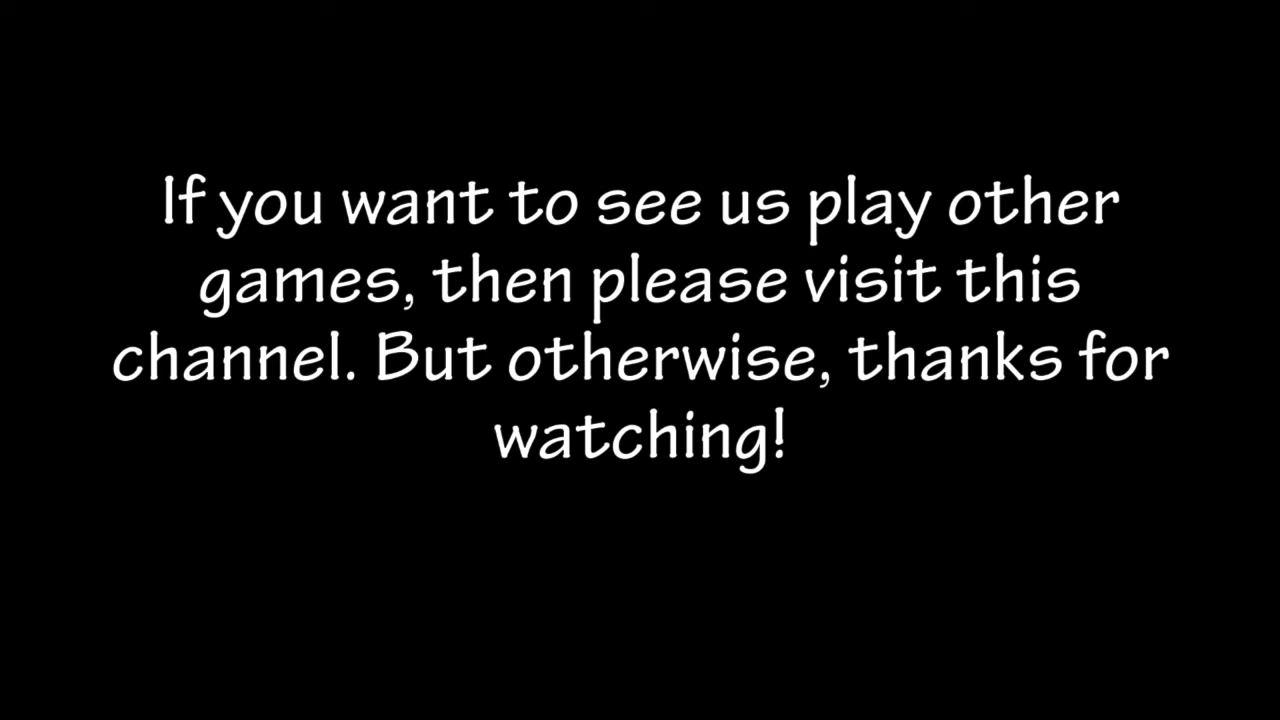 If you want to see us play other
games, then please visit this
channel. But otherwise, thanks for
watching!